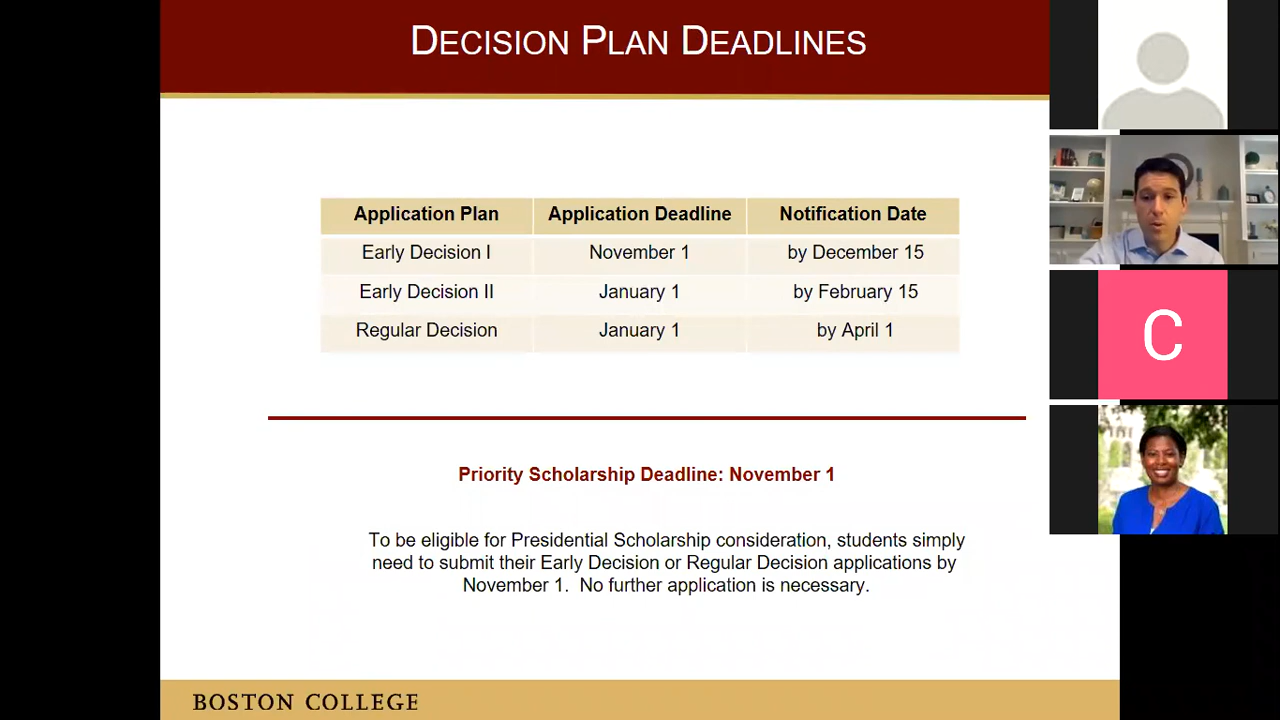 DECISION PLAN DEADLINES
Application Plan Application Deadline Notification Date
Early Decision I November 1 by December 15
Early Decision II January 1 by February 15
Regular Decision January 1 by April 1
Priority Scholarship Deadline: November 1
To be eligible for Presidential Scholarship consideration, students simply
need to submit their Early Decision or Regular Decision applications by
November 1. No further application is necessary.
BOSTON COLLEGE
C